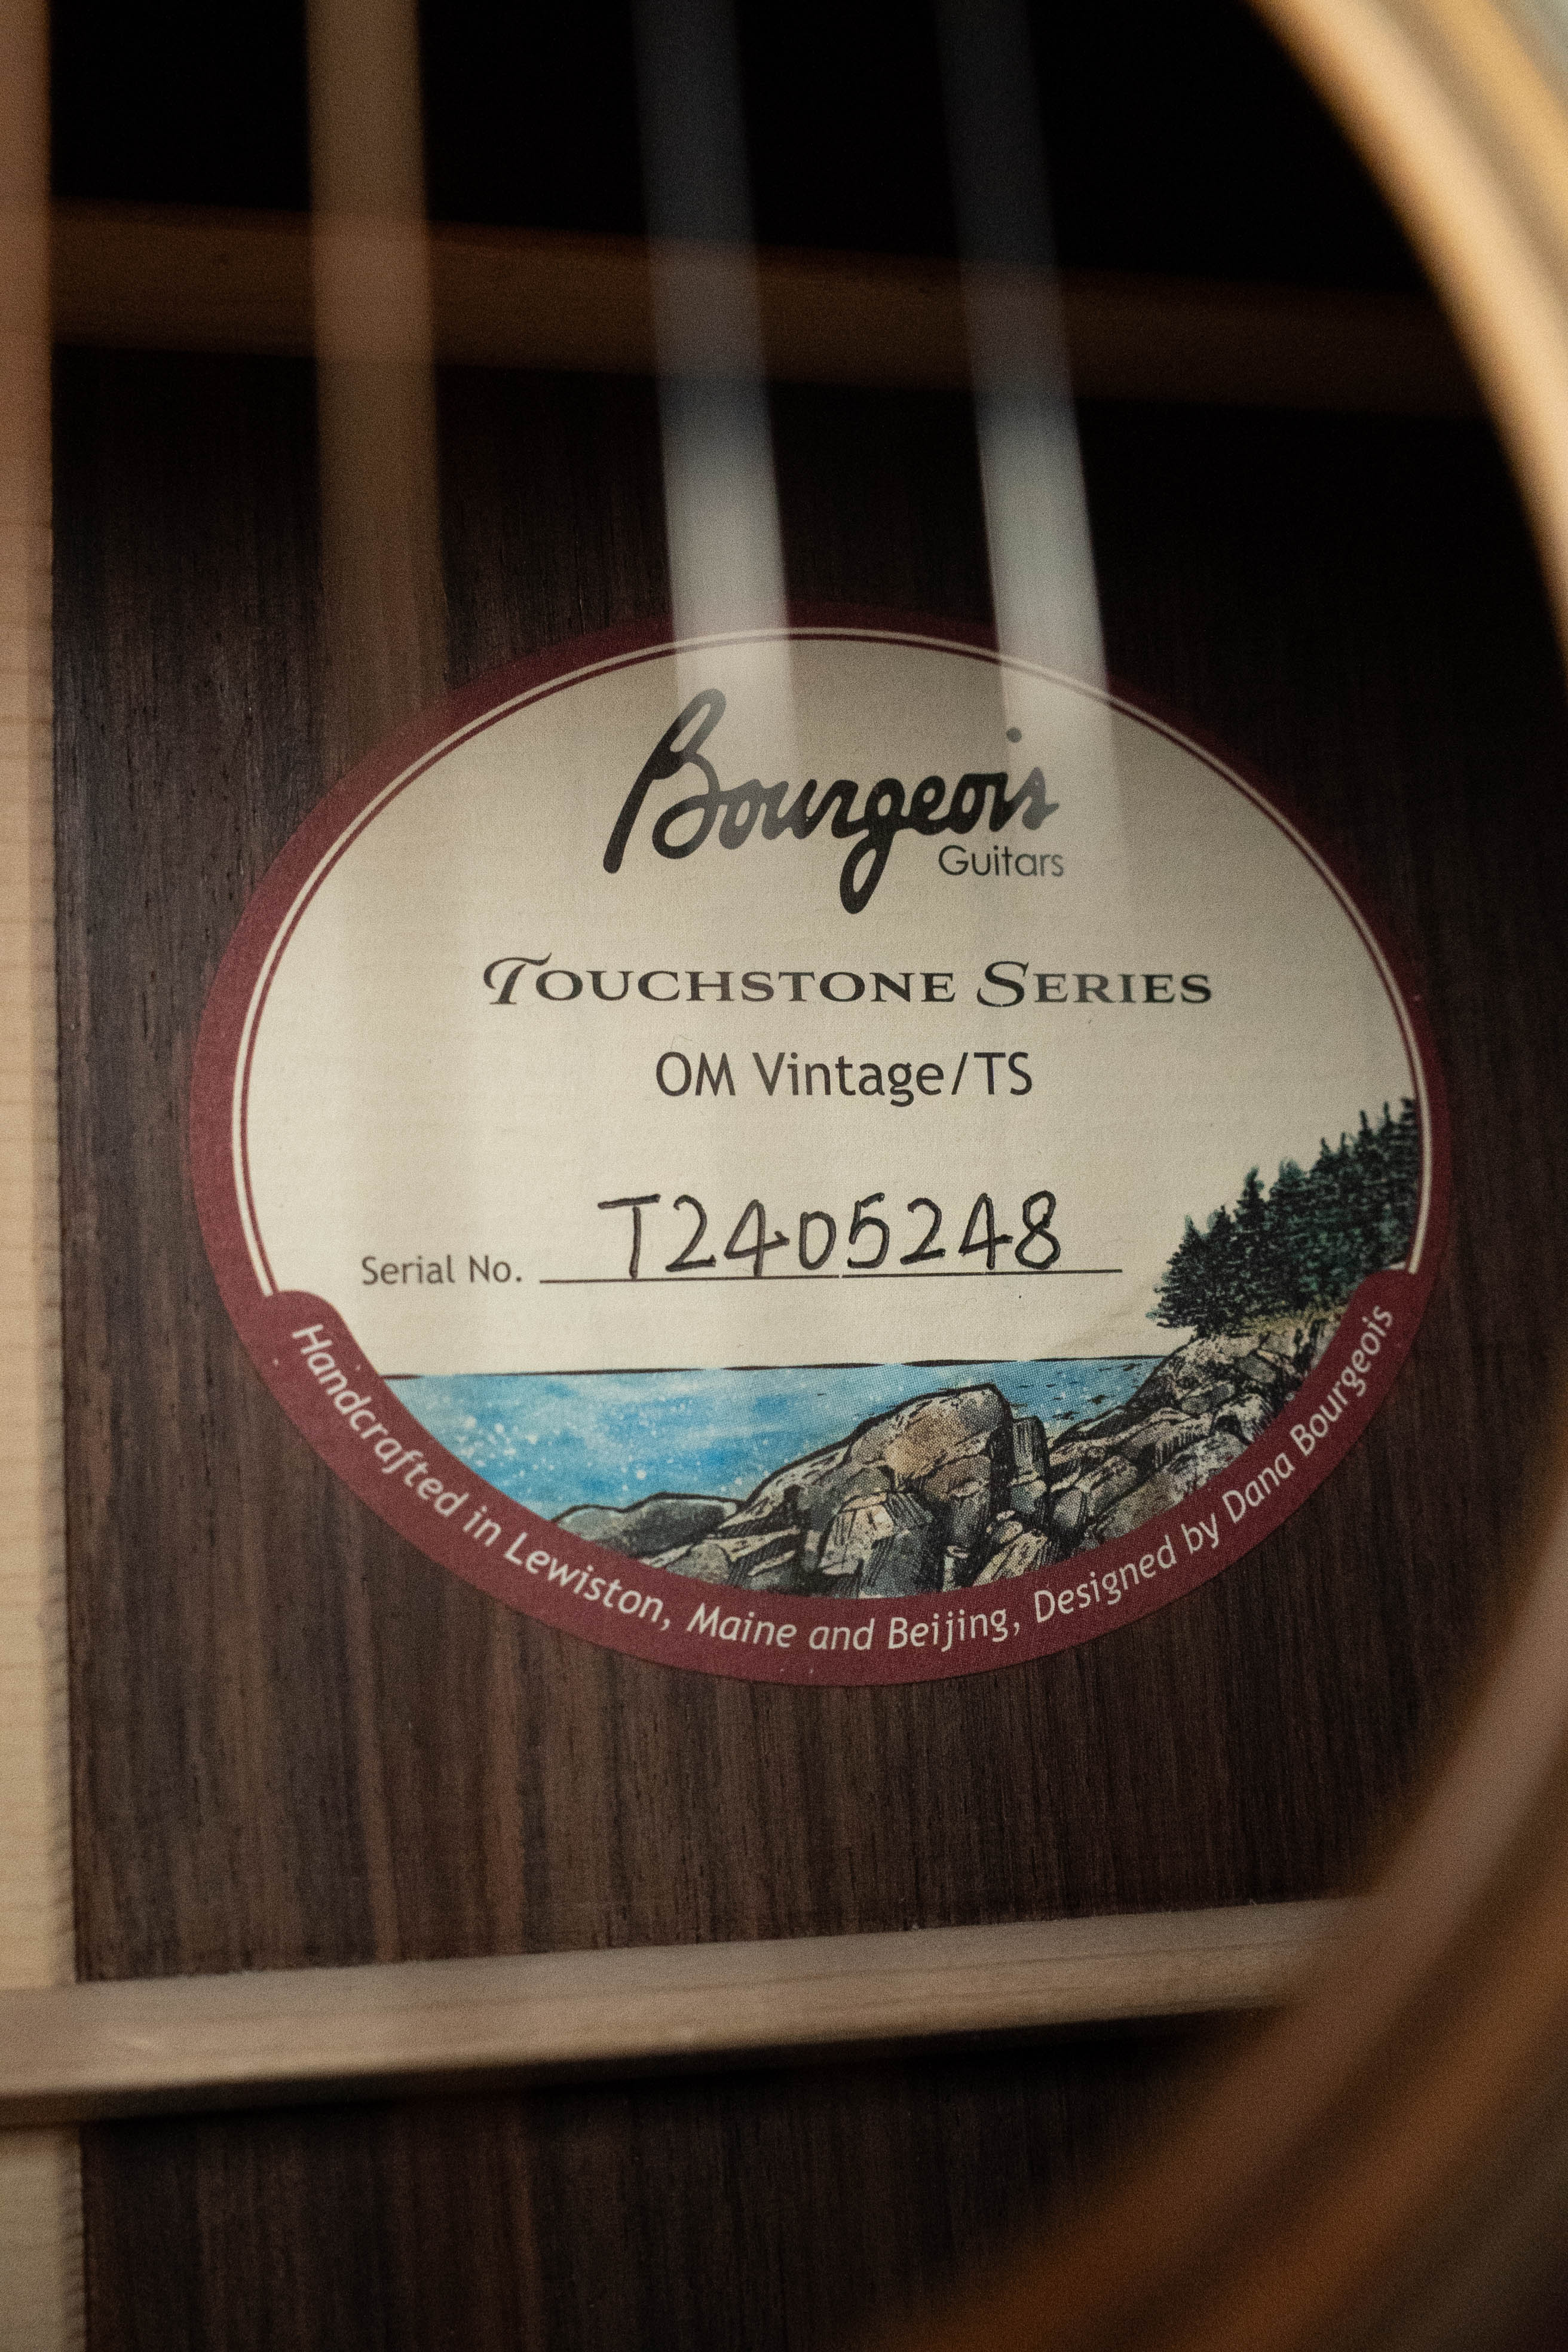 Bourgeois
Guitars
Touchstone Series
OM Vintage/TS
Serial No. T2405248
Handcrafted in Lewiston, Maine and Beijing, Designed by Dana Bourgeois